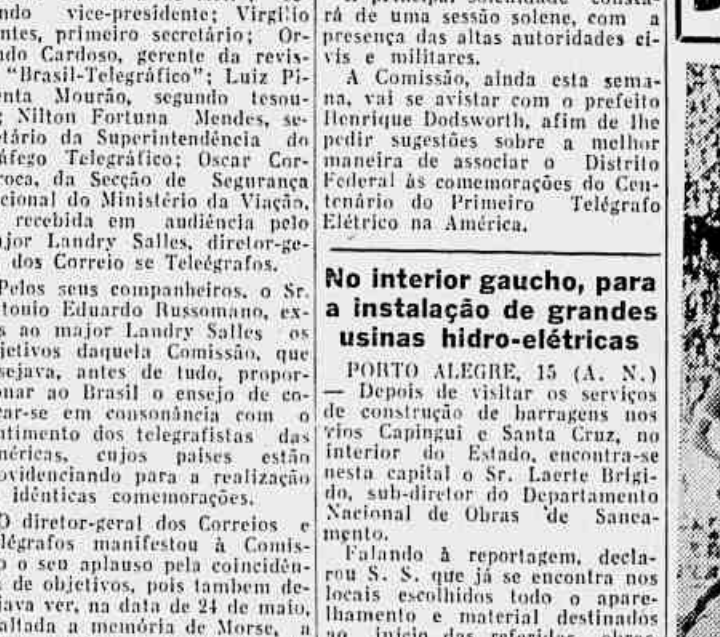 ndo vice-presidente; Virgilio
ntes, primeiro secretário; Or-
ndo Cardoso, gerente da revis-
"Brasil-Telegráfico"; Luiz Pi-
enta Mourão, segundo tesou-
; Nilton Fortuna Mendes, se-
etário da Superintendência do
áfego Telegráfico; Oscar Cor-
roca, da Secção de Segurança
cional do Ministério da Viação,
recebida em audiência pelo
ajor Landry Salles, diretor-ge-
dos Correio se Teleégrafos.
Pelos seus companheiros, o Sr.
tonio Eduardo Russomano, ex-
s ao major Landry Salles os
jetivos daquela Comissão, que
sejava, antes de tudo, propor-
onar ao Brasil o ensejo de co-
car-se em consonância com o
ntimento dos telegrafistas das
néricas, cujos paises estão
ovidenciando para a realização
idênticas comemorações.
O diretor-geral dos Correios e
légrafos manifestou à Comis-
o o seu aplauso pela coincidên-
a de objetivos, pois tambem de-
java ver, na data de 24 de maio,
altada a memória de Morse, a
rá de uma sessão solene, com a
presença das altas autoridades ci-
vis e militares.
A Comissão, ainda esta sema-
na, vai se avistar com o prefeito
Henrique Dodsworth, afim de lhe
pedir sugestões sobre a melhor
maneira de associar o Distrito
Federal às comemorações do Cen-
tenário do Primeiro Telégrafo
Elétrico na América.
No interior gaucho, para
a instalação de grandes
usinas hidro-elétricas
PORTO ALEGRE, 15 (A. N.)
— Depois de visitar os serviços
de construção de barragens nos
rios Capingui e Santa Cruz, no
interior do Estado, encontra-se
nesta capital o Sr. Laerte Brigi-
do, sub-diretor do Departamento
Nacional de Obras de Sanea-
mento.
Falando à reportagem, decla-
rou S. S. que já se encontra nos
locais escolhidos todo o apare-
lhamento e material destinados